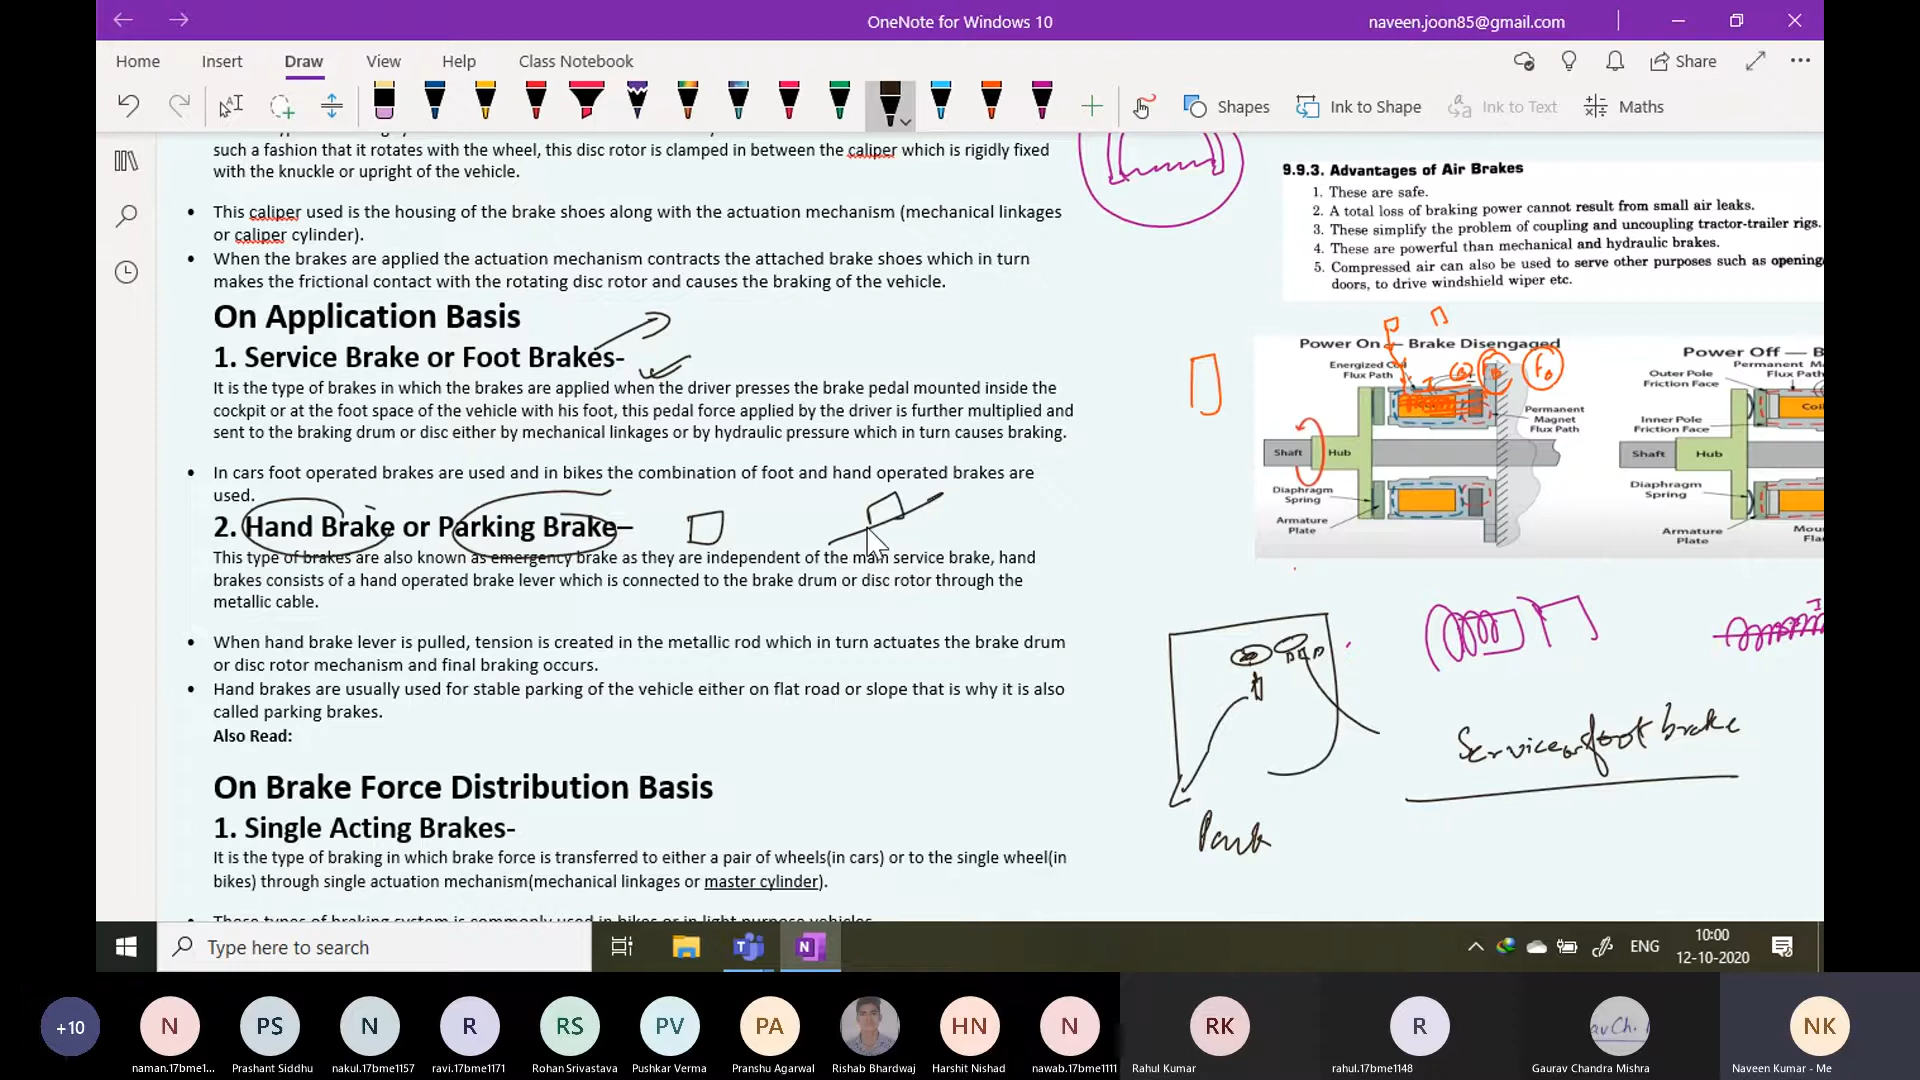 OneNote for Windows 10
naveen.joon85@gmail.com
Home
Insert
Draw
View
Help
Class Notebook
Share
Shapes
Ink to Shape
Ink to Text
Maths
such a fashion that it rotates with the wheel, this disc rotor is clamped in between the caliper which is rigidly fixed
with the knuckle or upright of the vehicle.
• This caliper used is the housing of the brake shoes along with the actuation mechanism (mechanical linkages
or caliper cylinder).
• When the brakes are applied the actuation mechanism contracts the attached brake shoes which in turn
makes the frictional contact with the rotating disc rotor and causes the braking of the vehicle.
On Application Basis
1. Service Brake or Foot Brakes-
It is the type of brakes in which the brakes are applied when the driver presses the brake pedal mounted inside the
cockpit or at the foot space of the vehicle with his foot, this pedal force applied by the driver is further multiplied and
sent to the braking drum or disc either by mechanical linkages or by hydraulic pressure which in turn causes braking.
• In cars foot operated brakes are used and in bikes the combination of foot and hand operated brakes are
used.
2. Hand Brake or Parking Brake–
This type of brakes are also known as emergency brake as they are independent of the main service brake, hand
brakes consists of a hand operated brake lever which is connected to the brake drum or disc rotor through the
metallic cable.
• When hand brake lever is pulled, tension is created in the metallic rod which in turn actuates the brake drum
or disc rotor mechanism and final braking occurs.
• Hand brakes are usually used for stable parking of the vehicle either on flat road or slope that is why it is also
called parking brakes.
Also Read:
On Brake Force Distribution Basis
1. Single Acting Brakes-
It is the type of braking in which brake force is transferred to either a pair of wheels(in cars) or to the single wheel(in
bikes) through single actuation mechanism(mechanical linkages or master cylinder).
9.9.3. Advantages of Air Brakes
1. These are safe.
2. A total loss of braking power cannot result from small air leaks.
3. These simplify the problem of coupling and uncoupling tractor-trailer rigs.
4. These are powerful than mechanical and hydraulic brakes.
5. Compressed air can also be used to serve other purposes such as opening
doors, to drive windshield wiper etc.
Power On — Brake Disengaged
Energized
Flux Path
Permanent
Magnet
Flux Path
Shaft
Hub
Diaphragm
Spring
Armature
Plate
Power Off — B
Permanent M
Flux Path
Outer Pole
Friction Face
Coi
Inner Pole
Friction Face
Shaft
Hub
Diaphragm
Spring
Armature
Plate
Mou
Fla
Service or foot brake
Park
Type here to search
ENG
10:00
12-10-2020
+10
N
PS
N
R
RS
PV
PA
HN
N
RK
R
NK
naman.17bme1...
Prashant Siddhu
nakul.17bme1157
ravi.17bme1171
Rohan Srivastava
Pushkar Verma
Pranshu Agarwal
Rishab Bhardwaj
Harshit Nishad
nawab.17bme1111
Rahul Kumar
rahul.17bme1148
Gaurav Chandra Mishra
Naveen Kumar - Me